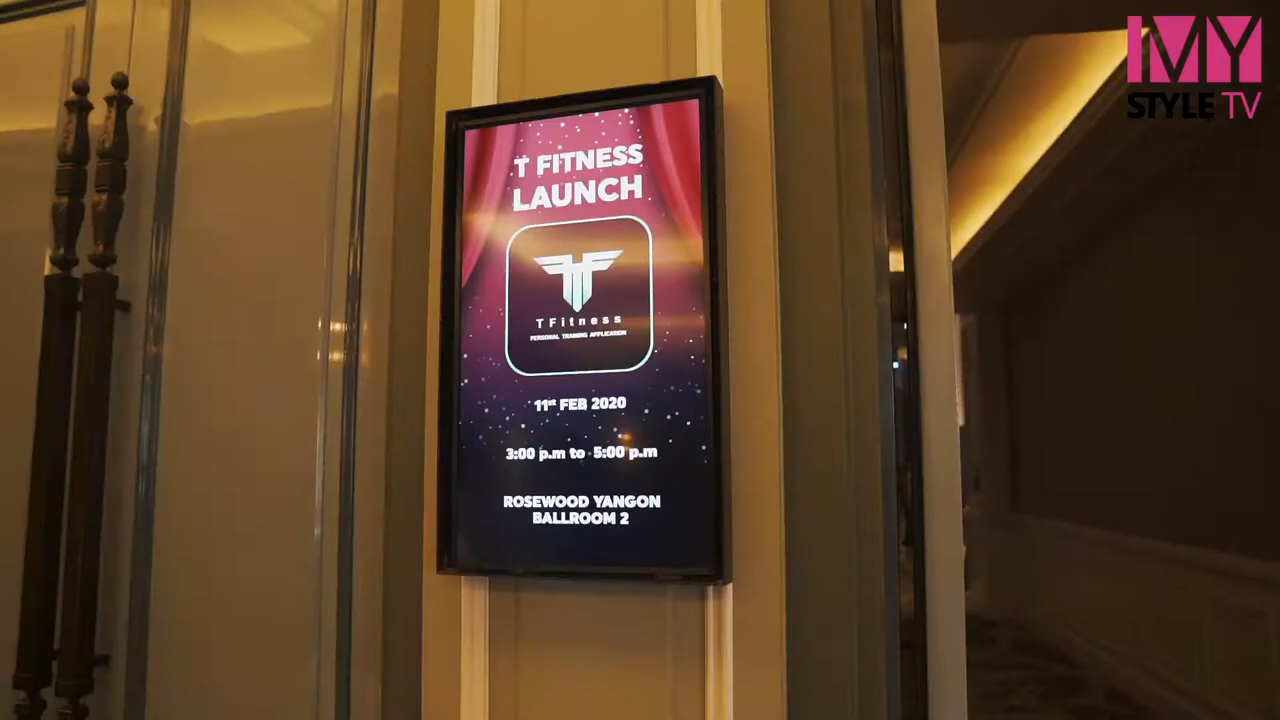 MY
STYLE TV
T FITNESS
LAUNCH
TFitness
PERSONAL TRAINING APPLICATION
11st FEB 2020
3:00 p.m to 5:00 p.m
ROSEWOOD YANGON
BALLROOM 2